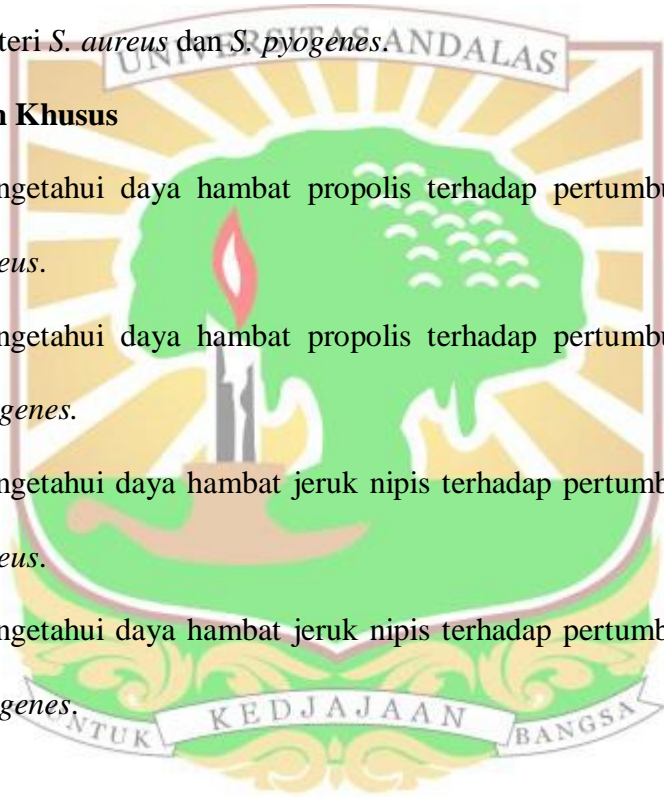 teri S. aureus dan S. pyogenes.
UNIVERSITAS ANDALAS
n Khusus
ngetahui daya hambat propolis terhadap pertumbu
eus.
ngetahui daya hambat propolis terhadap pertumbu
genes.
ngetahui daya hambat jeruk nipis terhadap pertumb
eus.
ngetahui daya hambat jeruk nipis terhadap pertumb
genes.
UNTUK KEDJAJAAN BANGSA